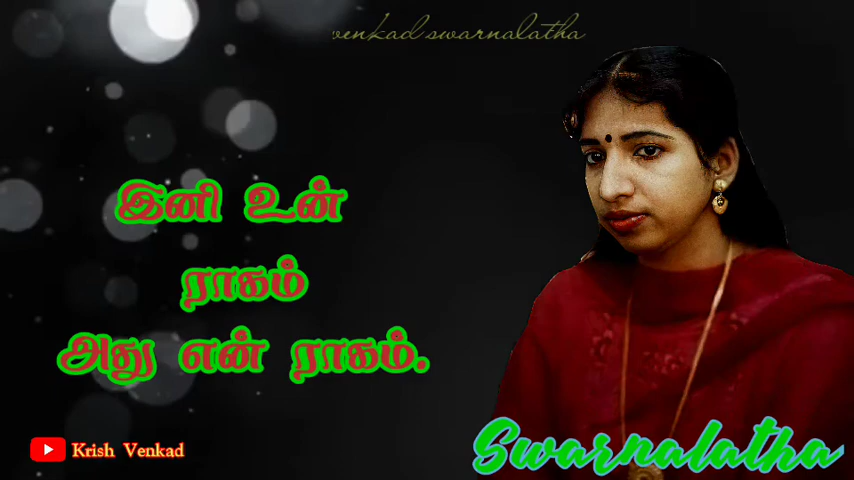 venkad swarnalatha
இனி உன்
ராகம்
அது என் ராகம்.
Krish Venkad
Swarnalatha